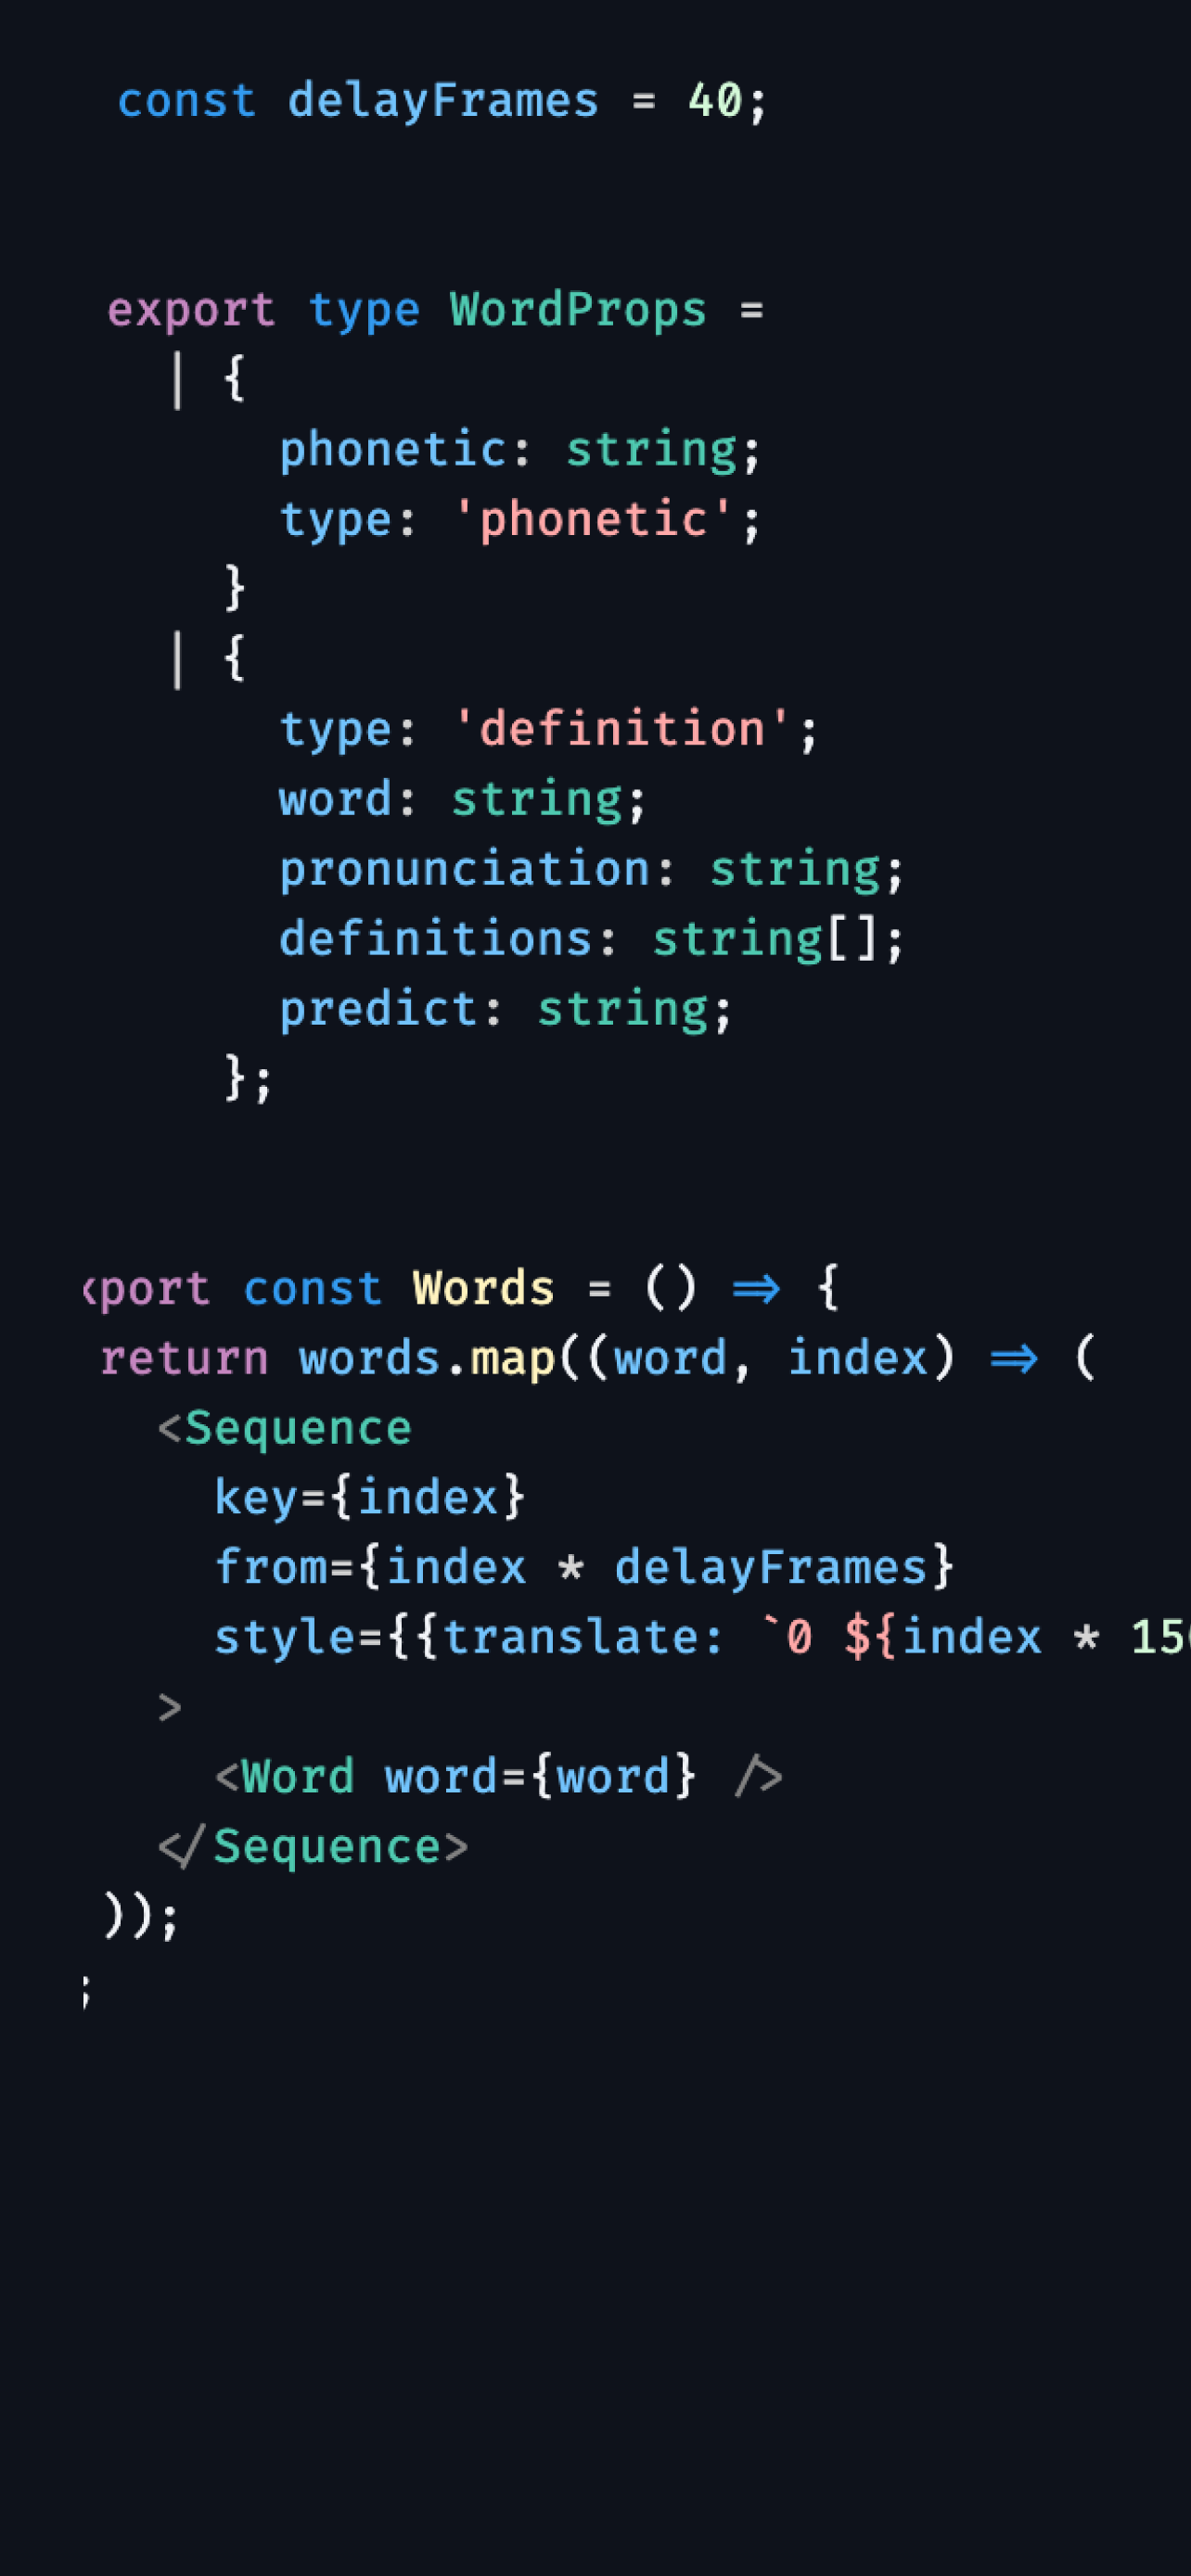 const delayFrames = 40;
export type WordProps =
  | {
      phonetic: string;
      type: 'phonetic';
    }
  | {
      type: 'definition';
      word: string;
      pronunciation: string;
      definitions: string[];
      predict: string;
    };
xport const Words = () => {
return words.map((word, index) => (
  <Sequence
    key={index}
    from={index * delayFrames}
    style={{translate: `0 ${index * 15
  >
    <Word word={word} />
  </Sequence>
));
;